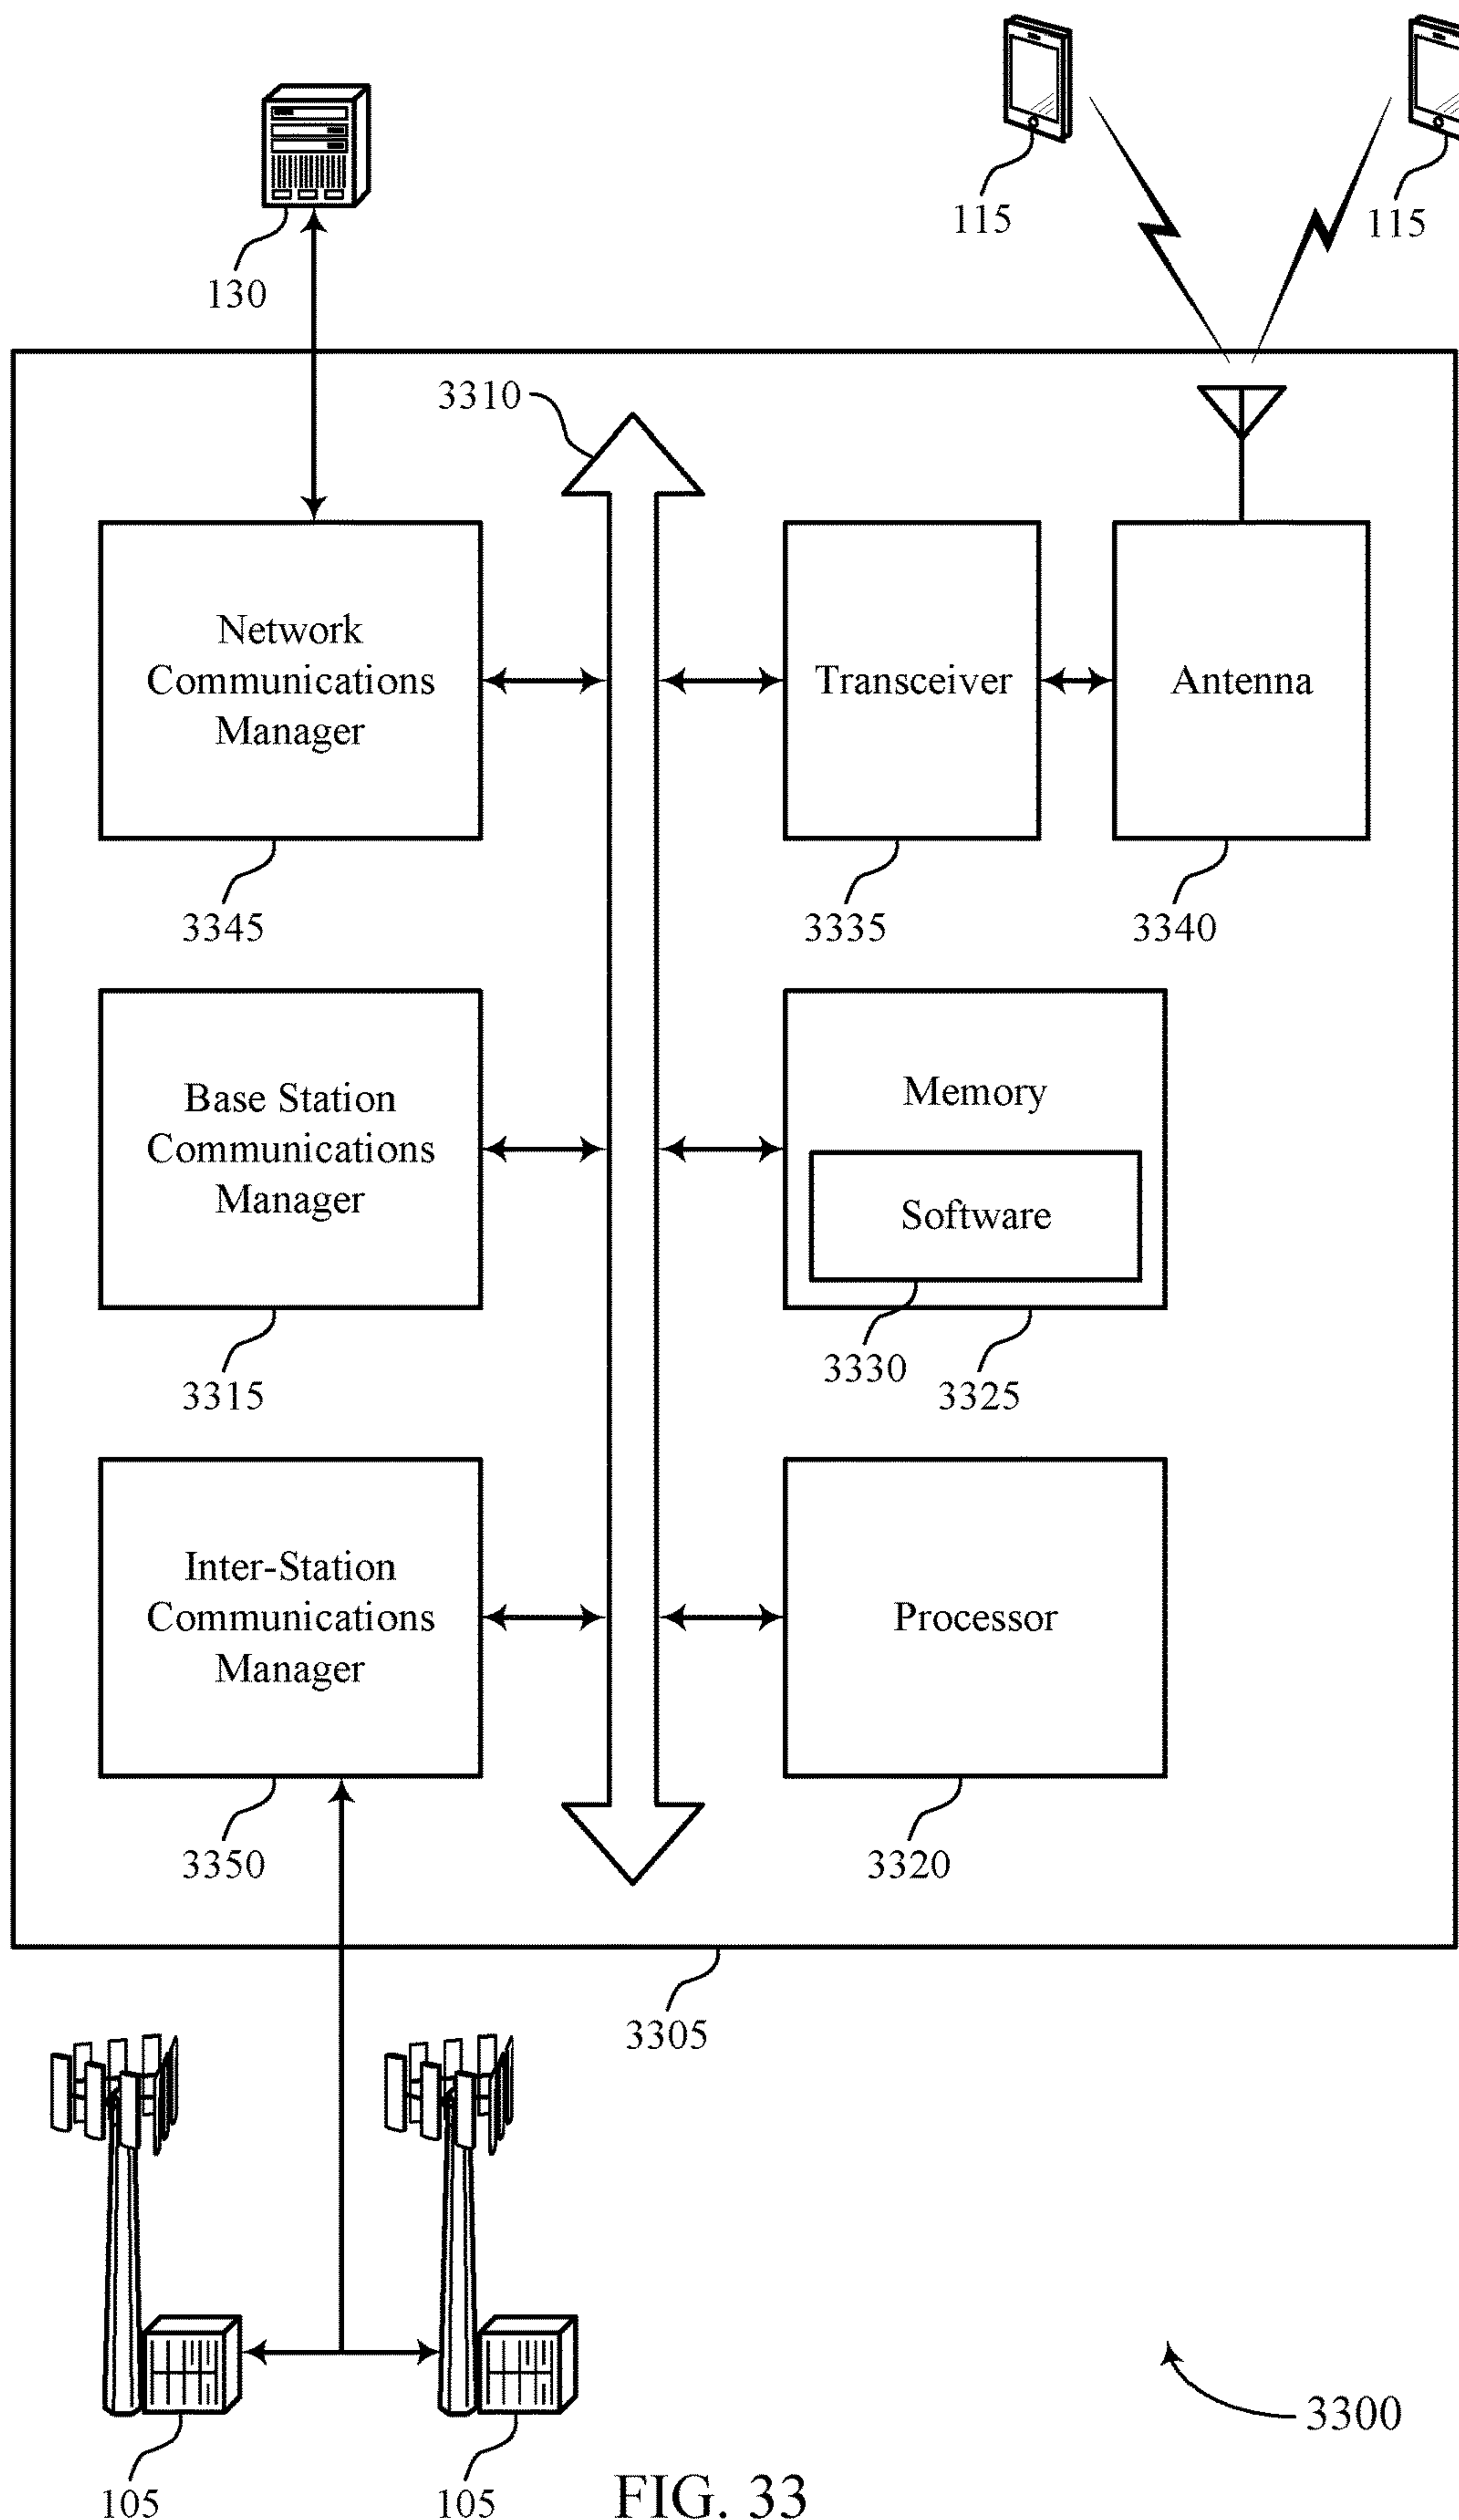 115
115
130
3310
Network
Communications
Manager
Transceiver
Antenna
3345
3335
3340
Base Station
Communications
Manager
Memory
Software
3315
3330
3325
Inter-Station
Communications
Manager
Processor
3350
3320
3305
105
105
3300
FIG. 33